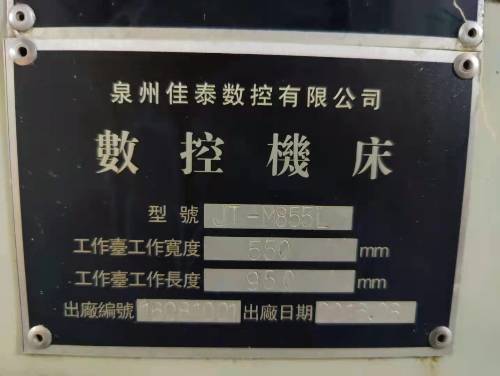 泉州佳泰数控有限公司
數控機床
型號 JT-M855L
工作臺工作寬度 550 mm
工作臺工作長度 950 mm
出廠編號 出廠日期